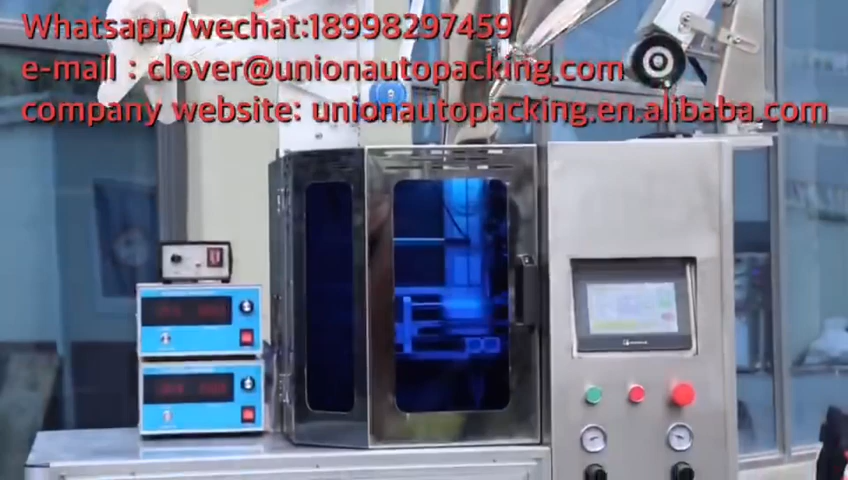 Whatsapp/wechat:18998297459
e-mail : clover@unionautopacking.com
company website: unionautopacking.en.alibaba.com